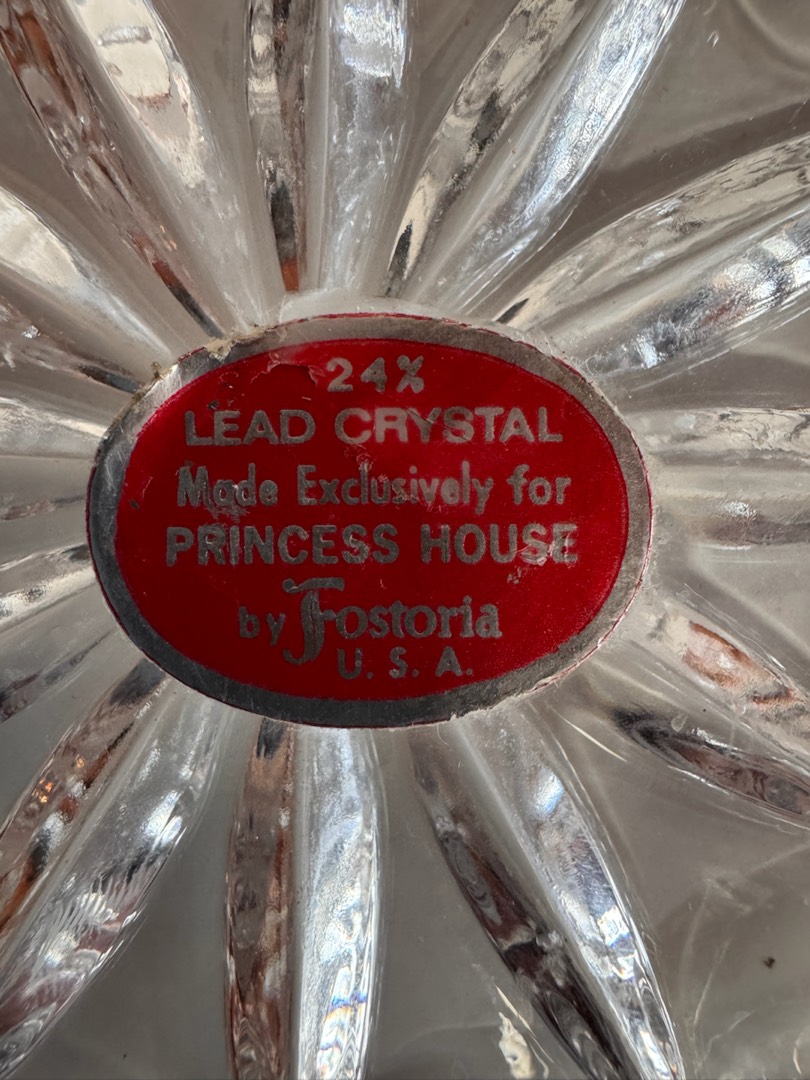 24%
LEAD CRYSTAL
Made Exclusively for
PRINCESS HOUSE
by Fostoria
U. S. A.